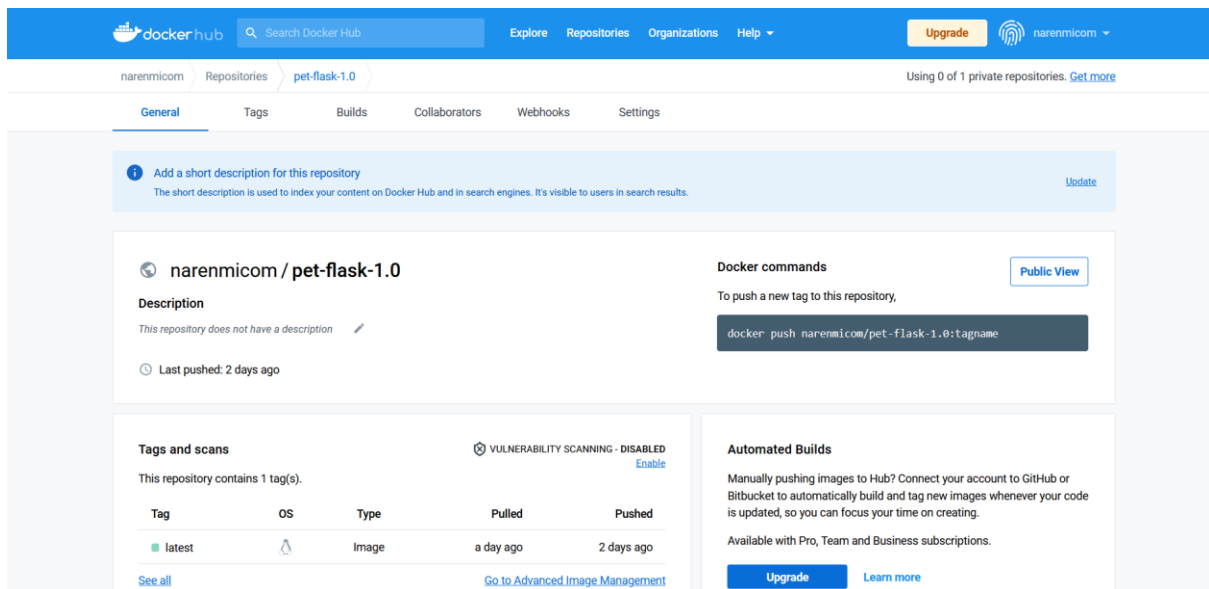 dockerhub
Search Docker Hub
Explore Repositories Organizations Help
Upgrade
narenmicom
narenmicom Repositories pet-flask-1.0
Using 0 of 1 private repositories. Get more
General Tags Builds Collaborators Webhooks Settings
Add a short description for this repository
The short description is used to index your content on Docker Hub and in search engines. It's visible to users in search results.
Update
narenmicom / pet-flask-1.0
Description
This repository does not have a description
Last pushed: 2 days ago
Docker commands
Public View
To push a new tag to this repository,
docker push narenmicom/pet-flask-1.0:tagname
Tags and scans
VULNERABILITY SCANNING - DISABLED
Enable
This repository contains 1 tag(s).
Tag OS Type Pulled Pushed
latest Image a day ago 2 days ago
See all
Go to Advanced Image Management
Automated Builds
Manually pushing images to Hub? Connect your account to GitHub or
Bitbucket to automatically build and tag new images whenever your code
is updated, so you can focus your time on creating.
Available with Pro, Team and Business subscriptions.
Upgrade
Learn more